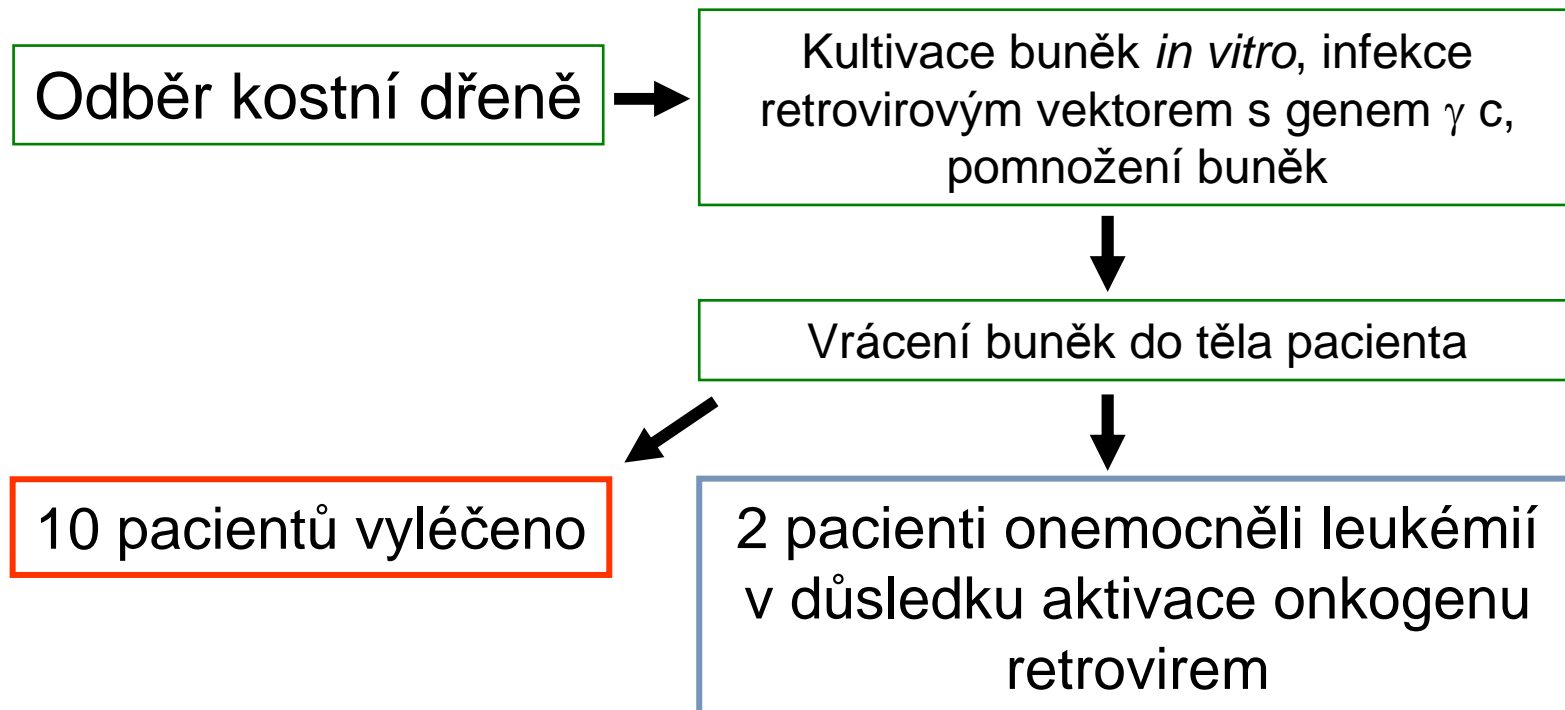 Odběr kostní dřeně
Kultivace buněk in vitro, infekce
retrovirovým vektorem s genem γ c,
pomnožení buněk
Vrácení buněk do těla pacienta
10 pacientů vyléčeno
2 pacienti onemocněli leukémií
v důsledku aktivace onkogenu
retrovirem